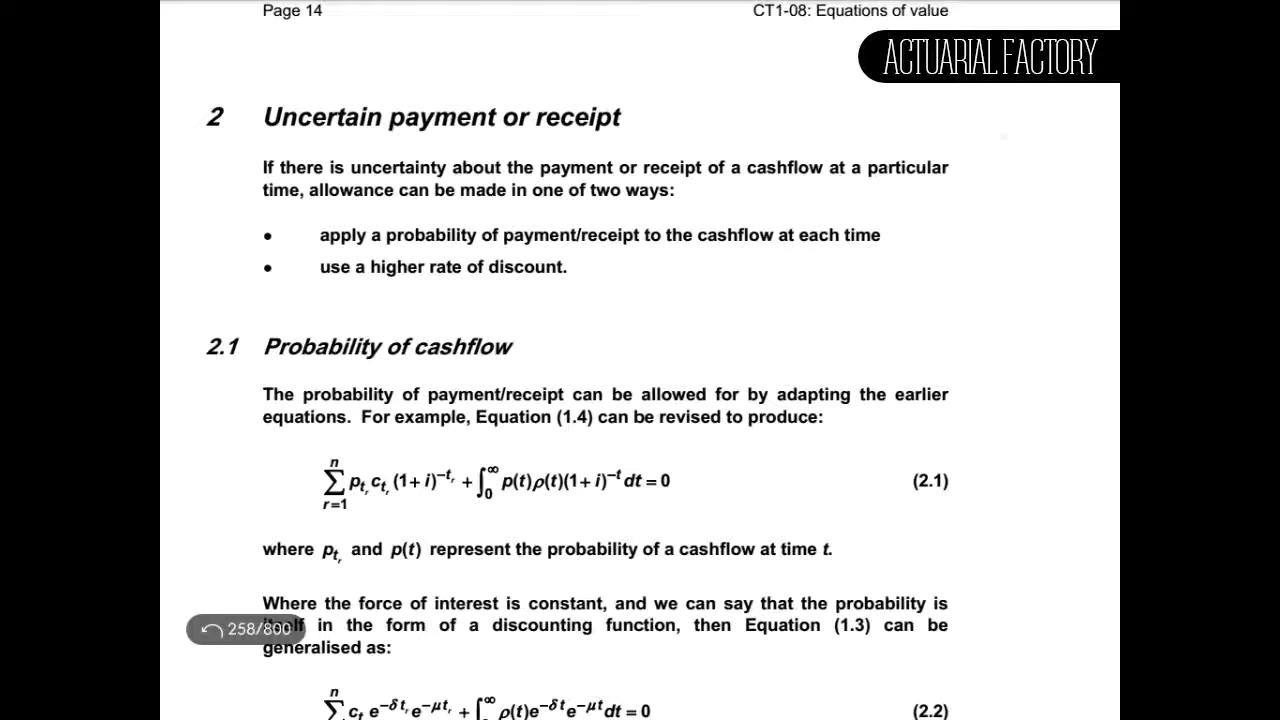 Page 14 CT1-08: Equations of value
ACTUARIAL FACTORY
2 Uncertain payment or receipt
If there is uncertainty about the payment or receipt of a cashflow at a particular
time, allowance can be made in one of two ways:
• apply a probability of payment/receipt to the cashflow at each time
• use a higher rate of discount.
2.1 Probability of cashflow
The probability of payment/receipt can be allowed for by adapting the earlier
equations. For example, Equation (1.4) can be revised to produce:
∑_{r=1}^{n} p_{t_r} c_{t_r} (1+i)^{−t_r} + ∫_0^∞ p(t)ρ(t)(1+i)^{−t} dt = 0 (2.1)
where p_{t_r} and p(t) represent the probability of a cashflow at time t.
Where the force of interest is constant, and we can say that the probability is
258/800
in the form of a discounting function, then Equation (1.3) can be
generalised as:
∑^{n} c_t e^{−δt_r} e^{−μt_r} + ∫^∞ ρ(t)e^{−δt}e^{−μt} dt = 0 (2.2)